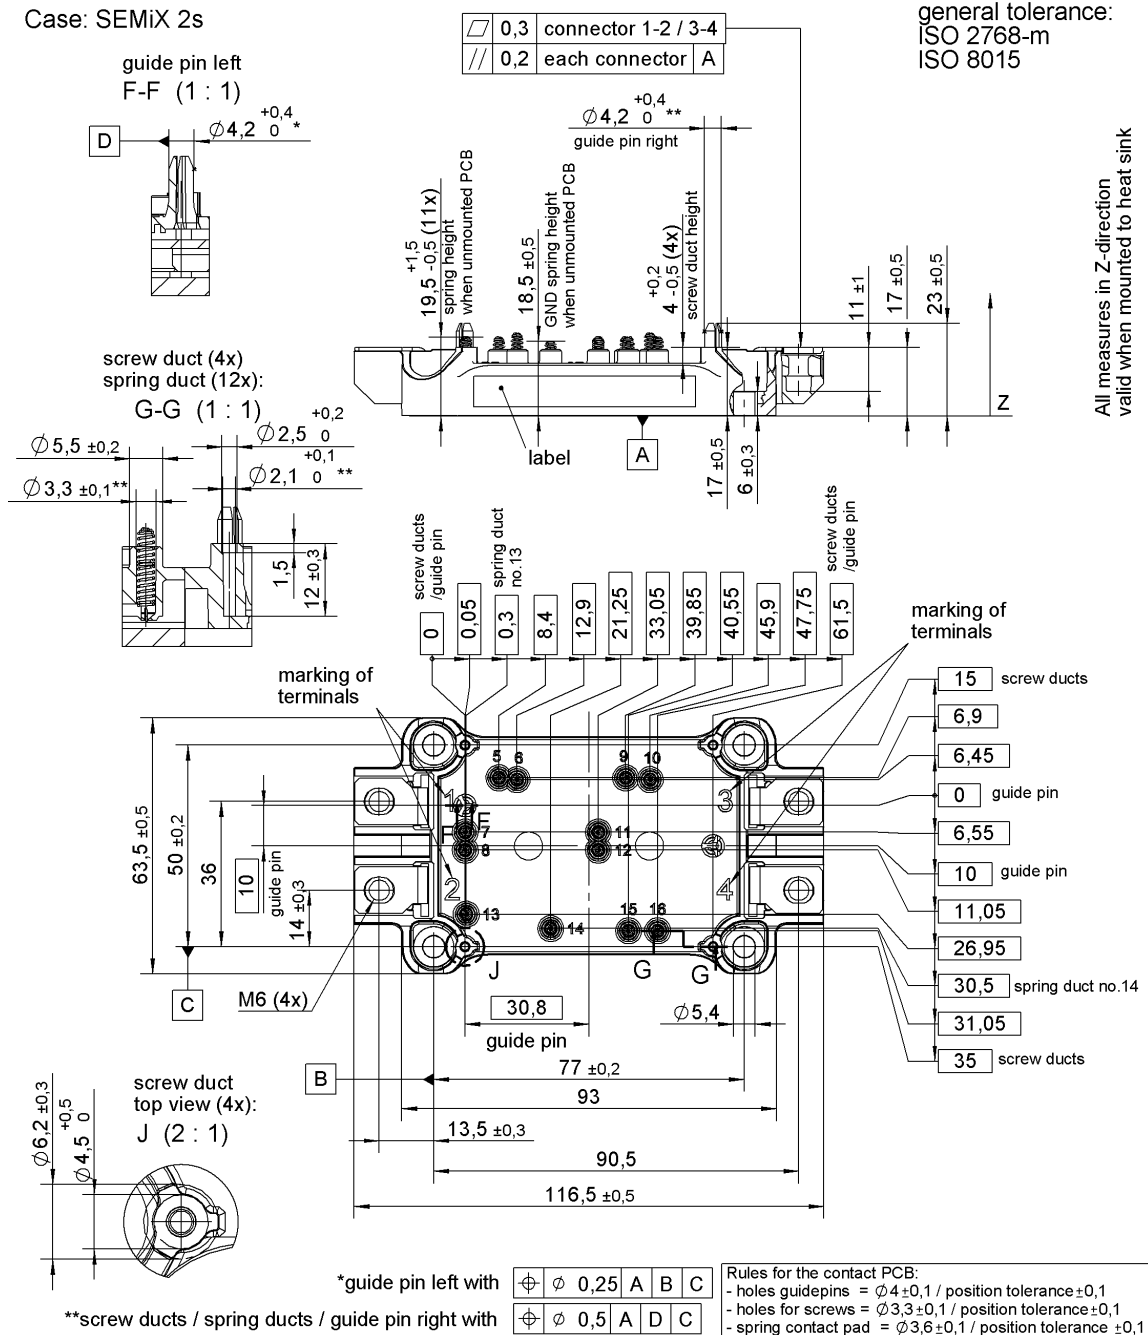 Case: SEMiX 2s
general tolerance:
ISO 2768-m
ISO 8015
0,3 connector 1-2 / 3-4
// 0,2 each connector A
guide pin left
F-F (1 : 1)
D
∅4,2 +0,4 0 *
∅4,2 +0,4 0 **
guide pin right
19,5 +1,5 -0,5 (11x)
spring height
when unmounted PCB
18,5 ±0,5
GND spring height
when unmounted PCB
4 +0,2 -0,5 (4x)
screw duct height
11 ±1
17 ±0,5
23 ±0,5
All measures in Z-direction
valid when mounted to heat sink
Z
label
A
17 ±0,5
6 ±0,3
screw duct (4x)
spring duct (12x):
G-G (1 : 1)
∅2,5 +0,2 0
∅5,5 ±0,2
∅2,1 +0,1 0 **
∅3,3 ±0,1**
1,5
12 ±0,3
screw ducts
/guide pin
spring duct
no.13
screw ducts
/guide pin
0
0,05
0,3
8,4
12,9
21,25
33,05
39,85
40,55
45,9
47,75
61,5
marking of
terminals
marking of
terminals
15 screw ducts
6,9
6,45
0 guide pin
6,55
10 guide pin
11,05
26,95
30,5 spring duct no.14
31,05
35 screw ducts
5
6
9
10
1
3
F
F
7
8
11
12
2
4
13
14
15
16
J
G
G
63,5 ±0,5
50 ±0,2
36
10
guide pin
14 ±0,3
C
M6 (4x)
30,8
guide pin
∅5,4
B
77 ±0,2
93
13,5 ±0,3
90,5
116,5 ±0,5
screw duct
top view (4x):
J (2 : 1)
∅6,2 ±0,3
∅4,5 +0,5 0
*guide pin left with ⌖ ∅ 0,25 A B C
**screw ducts / spring ducts / guide pin right with ⌖ ∅ 0,5 A D C
Rules for the contact PCB:
- holes guidepins = ∅4±0,1 / position tolerance±0,1
- holes for screws = ∅3,3±0,1 / position tolerance±0,1
- spring contact pad = ∅3,6±0,1 / position tolerance ±0,1